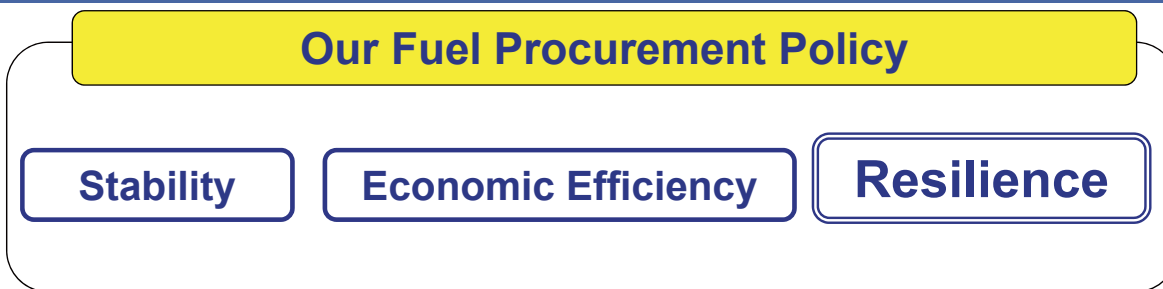 Our Fuel Procurement Policy
Stability Economic Efficiency Resilience